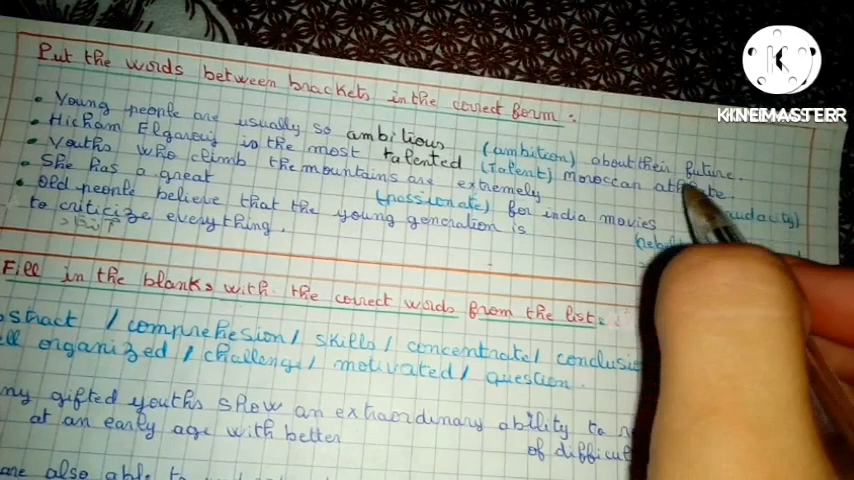 KINEMASTER
Put the words between brackets in the correct form :
• Young people are usually so ambitious (ambition) about their future.
• Hicham Elgarouj is the most talented (talent) moroccan athlete.
• Youths who climb the mountains are extremely (audacity)
• She has a great (passionate) for india movies
• Old people believe that the young generation is
to criticize everything.
Fill in the blanks with the correct words from the list :
/ comprehesion / skills / concentrate /
organized / challenge / motivated / question.
gifted youths show an extraordinary ability to
at an early age with better of
are also able to